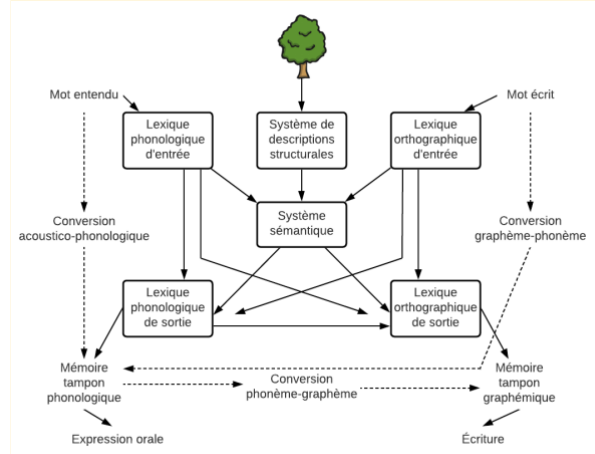 Mot entendu
Mot écrit
Lexique
phonologique
d'entrée
Système de
descriptions
structurales
Lexique
orthographique
d'entrée
Système
sémantique
Conversion
acoustico-phonologique
Conversion
graphème-phonème
Lexique
phonologique
de sortie
Lexique
orthographique
de sortie
Mémoire
tampon
phonologique
Conversion
phonème-graphème
Mémoire
tampon
graphémique
Expression orale
Écriture